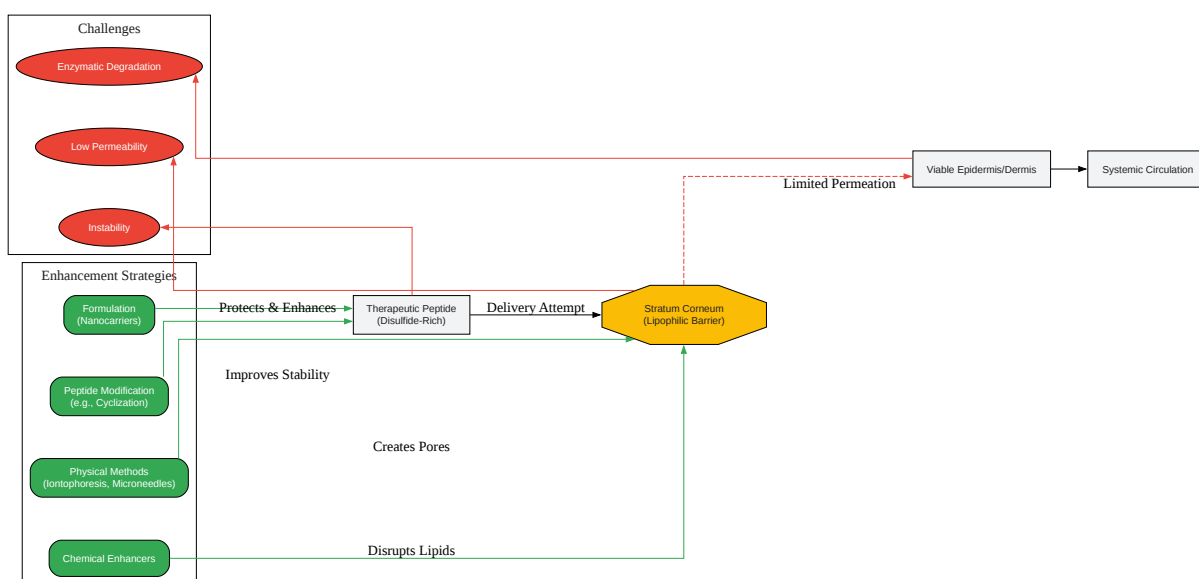 Challenges
Enzymatic Degradation
Low Permeability
Instability
Enhancement Strategies
Formulation
(Nanocarriers)
Peptide Modification
(e.g., Cyclization)
Physical Methods
(Iontophoresis, Microneedles)
Chemical Enhancers
Protects & Enhances
Improves Stability
Creates Pores
Disrupts Lipids
Therapeutic Peptide
(Disulfide-Rich)
Delivery Attempt
Stratum Corneum
(Lipophilic Barrier)
Limited Permeation
Viable Epidermis/Dermis
Systemic Circulation